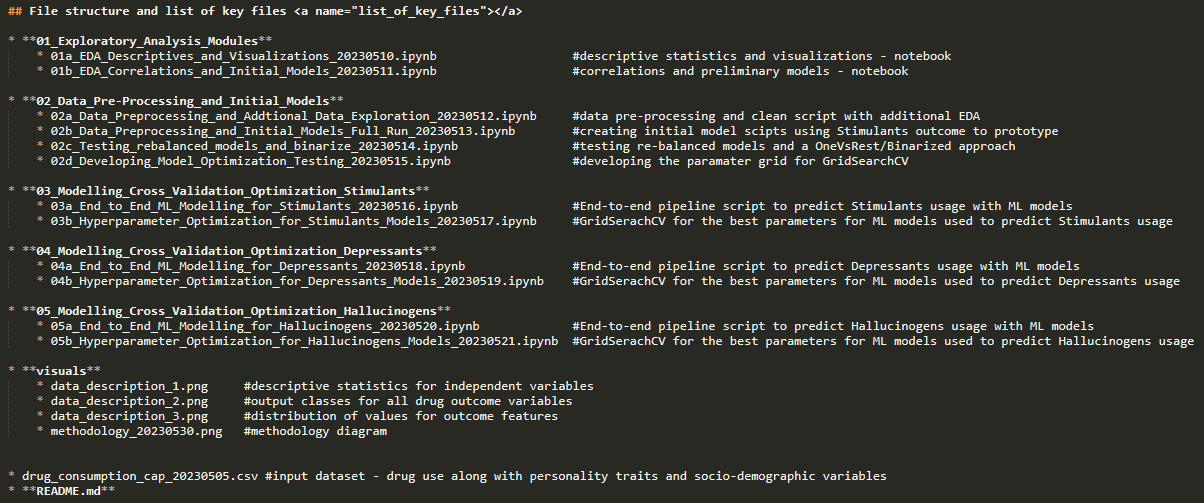 ## File structure and list of key files <a name="list_of_key_files"></a>
* **01_Exploratory_Analysis_Modules**
* 01a_EDA_Descriptives_and_Visualizations_20230510.ipynb #descriptive statistics and visualizations - notebook
* 01b_EDA_Correlations_and_Initial_Models_20230511.ipynb #correlations and preliminary models - notebook
* **02_Data_Pre-Processing_and_Initial_Models**
* 02a_Data_Preprocessing_and_Addtional_Data_Exploration_20230512.ipynb #data pre-processing and clean script with additional EDA
* 02b_Data_Preprocessing_and_Initial_Models_Full_Run_20230513.ipynb #creating initial model scipts using Stimulants outcome to prototype
* 02c_Testing_rebalanced_models_and_binarize_20230514.ipynb #testing re-balanced models and a OneVsRest/Binarized approach
* 02d_Developing_Model_Optimization_Testing_20230515.ipynb #developing the paramater grid for GridSearchCV
* **03_Modelling_Cross_Validation_Optimization_Stimulants**
* 03a_End_to_End_ML_Modelling_for_Stimulants_20230516.ipynb #End-to-end pipeline script to predict Stimulants usage with ML models
* 03b_Hyperparameter_Optimization_for_Stimulants_Models_20230517.ipynb #GridSerachCV for the best parameters for ML models used to predict Stimulants usage
* **04_Modelling_Cross_Validation_Optimization_Depressants**
* 04a_End_to_End_ML_Modelling_for_Depressants_20230518.ipynb #End-to-end pipeline script to predict Depressants usage with ML models
* 04b_Hyperparameter_Optimization_for_Depressants_Models_20230519.ipynb #GridSerachCV for the best parameters for ML models used to predict Depressants usage
* **05_Modelling_Cross_Validation_Optimization_Hallucinogens**
* 05a_End_to_End_ML_Modelling_for_Hallucinogens_20230520.ipynb #End-to-end pipeline script to predict Hallucinogens usage with ML models
* 05b_Hyperparameter_Optimization_for_Hallucinogens_Models_20230521.ipynb #GridSerachCV for the best parameters for ML models used to predict Hallucinogens usage
* **visuals**
* data_description_1.png #descriptive statistics for independent variables
* data_description_2.png #output classes for all drug outcome variables
* data_description_3.png #distribution of values for outcome features
* methodology_20230530.png #methodology diagram
* drug_consumption_cap_20230505.csv #input dataset - drug use along with personality traits and socio-demographic variables
* **README.md**